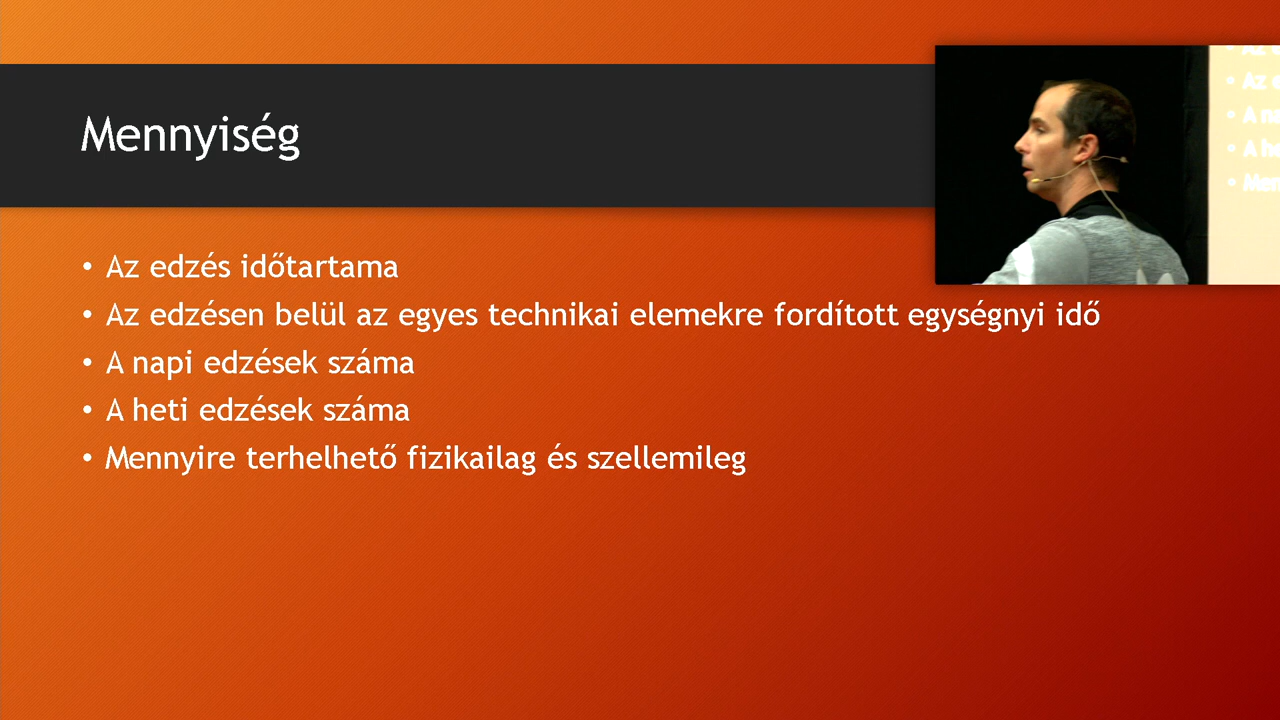 Mennyiség
• Az edzés időtartama
• Az edzésen belül az egyes technikai elemekre fordított egységnyi idő
• A napi edzések száma
• A heti edzések száma
• Mennyire terhelhető fizikailag és szellemileg